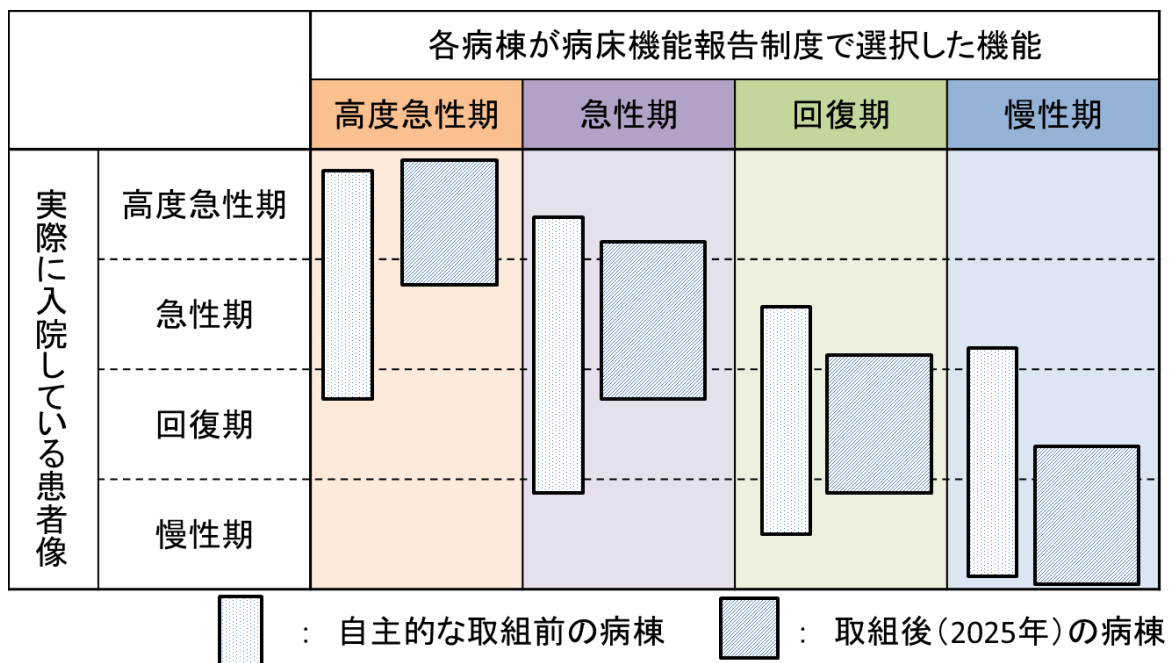 各病棟が病床機能報告制度で選択した機能
高度急性期
急性期
回復期
慢性期
実際に入院している患者像
高度急性期
急性期
回復期
慢性期
： 自主的な取組前の病棟
： 取組後（2025年）の病棟